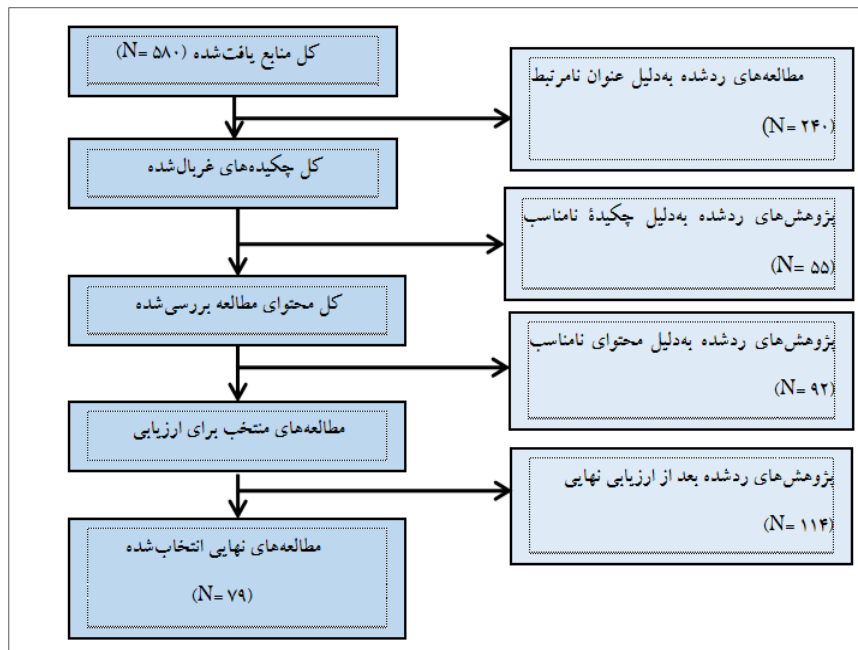 کل منابع یافت‌شده (N= ۵۸۰)
مطالعه‌های ردشده به‌دلیل عنوان نامرتبط
(N= ۲۴۰)
کل چکیده‌های غربال‌شده
پژوهش‌های ردشده به‌دلیل چکیدۀ نامناسب
(N= ۵۵)
کل محتوای مطالعه بررسی‌شده
پژوهش‌های ردشده به‌دلیل محتوای نامناسب
(N= ۹۲)
مطالعه‌های منتخب برای ارزیابی
پژوهش‌های ردشده بعد از ارزیابی نهایی
(N= ۱۱۴)
مطالعه‌های نهایی انتخاب‌شده
(N= ۷۹)